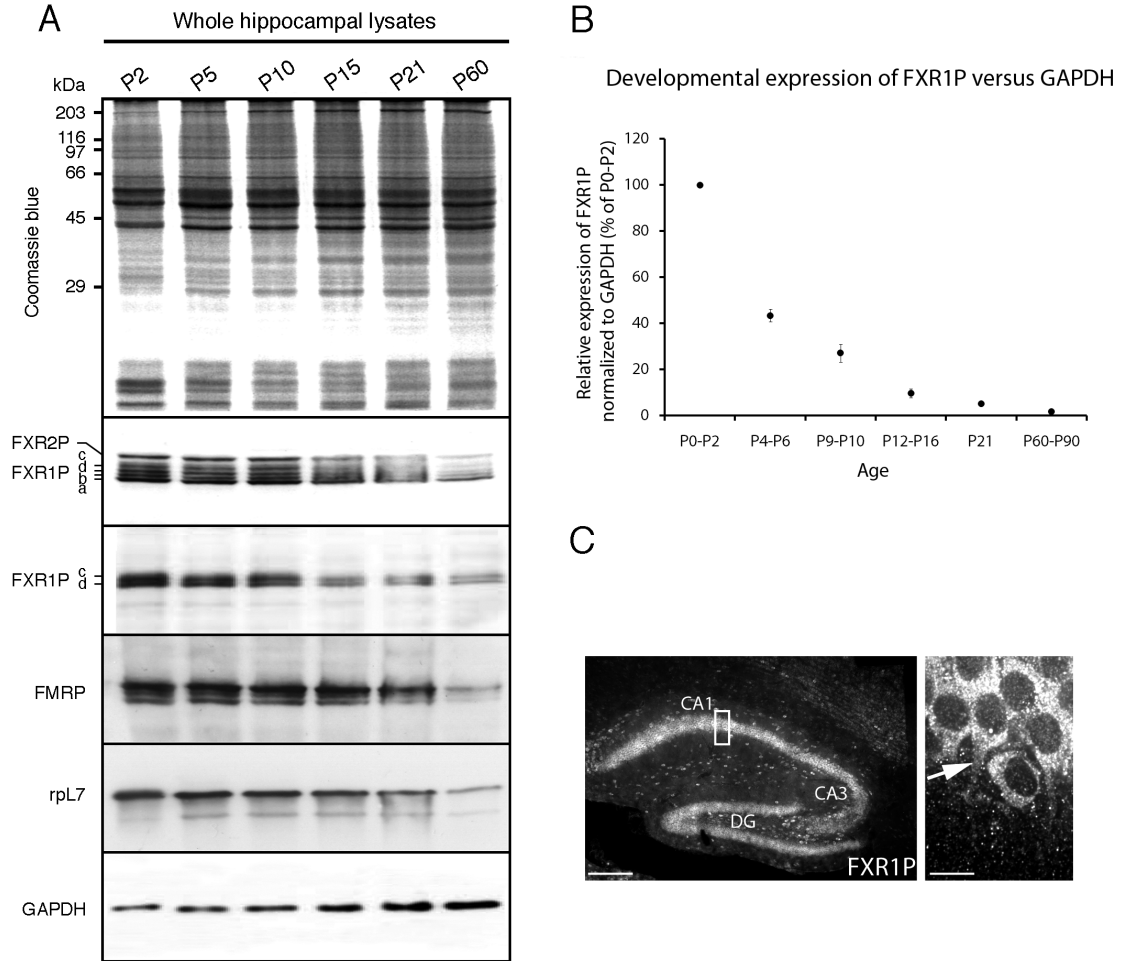 A
Whole hippocampal lysates
P2 P5 P10 P15 P21 P60
kDa
203
116
97
66
45
29
Coomassie blue
FXR2P
c
d
FXR1P
b
a
FXR1P
c
d
FMRP
rpL7
GAPDH
B
Developmental expression of FXR1P versus GAPDH
Relative expression of FXR1P
normalized to GAPDH (% of P0-P2)
120
100
80
60
40
20
0
P0-P2 P4-P6 P9-P10 P12-P16 P21 P60-P90
Age
C
CA1
CA3
DG
FXR1P